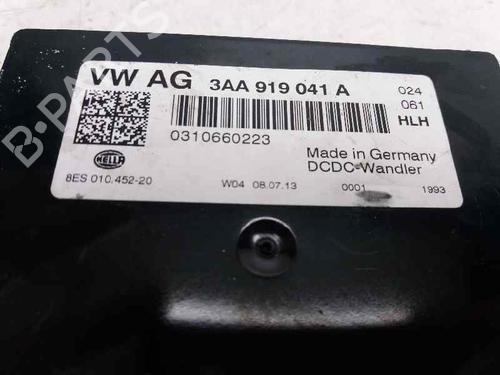 VW AG 3AA 919 041 A
024
061
HLH
0310660223
HELLA
Made in Germany
DCDC-Wandler
8ES 010.452-20
W04 08.07.13
0001
1993
B-PARTS